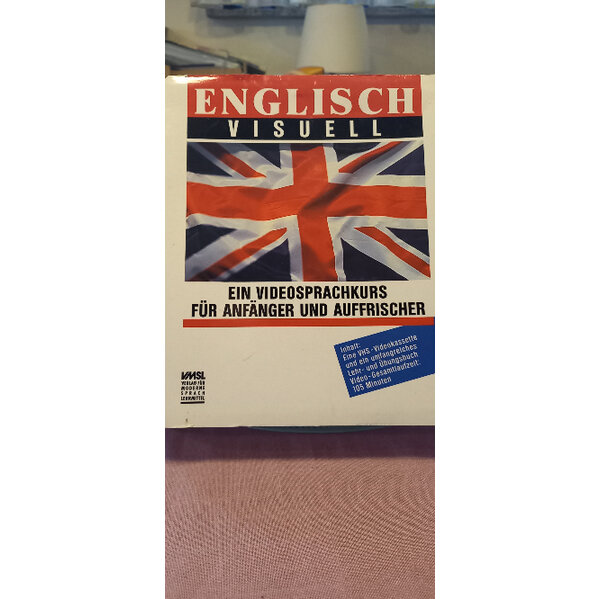 ENGLISCH
VISUELL
EIN VIDEOSPRACHKURS
FÜR ANFÄNGER UND AUFFRISCHER
Inhalt:
Eine VHS-Videokassette
und ein umfangreiches
Lehr- und Übungsbuch
Video-Gesamtlaufzeit:
105 Minuten
VMSL
VERLAG FÜR
MODERNE
SPRACH
LERNMITTEL